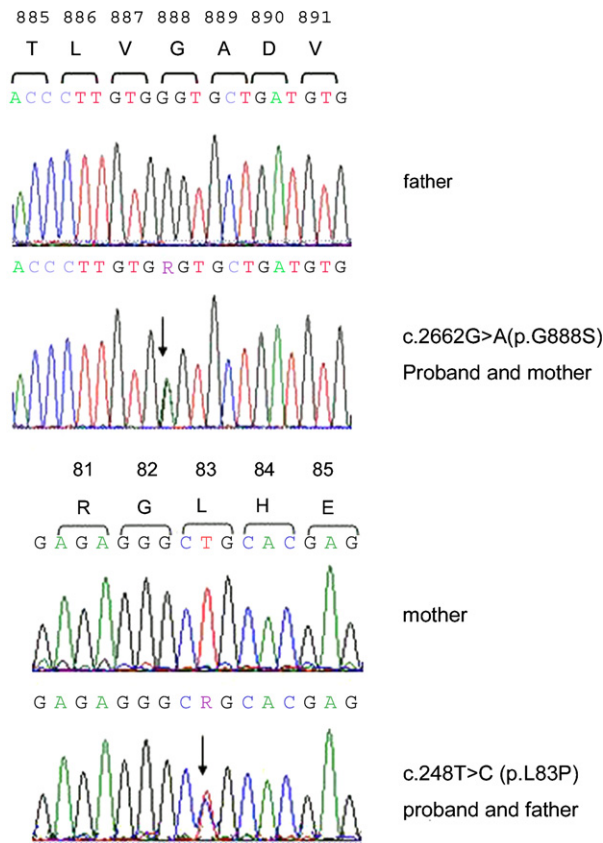 885 886 887 888 889 890 891
T L V G A D V
ACCCTTGTGGGTGCTGATGTG
father
ACCCTTGTGRGTGCTGATGTG
c.2662G>A(p.G888S)
Proband and mother
81 82 83 84 85
R G L H E
GAGAGGGCTGCACGAG
mother
GAGAGGGCRGCACGAG
c.248T>C (p.L83P)
proband and father